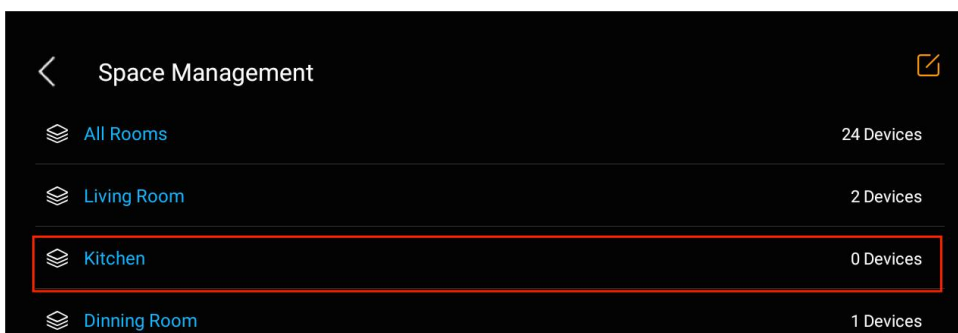 Space Management
All Rooms 24 Devices
Living Room 2 Devices
Kitchen 0 Devices
Dinning Room 1 Devices